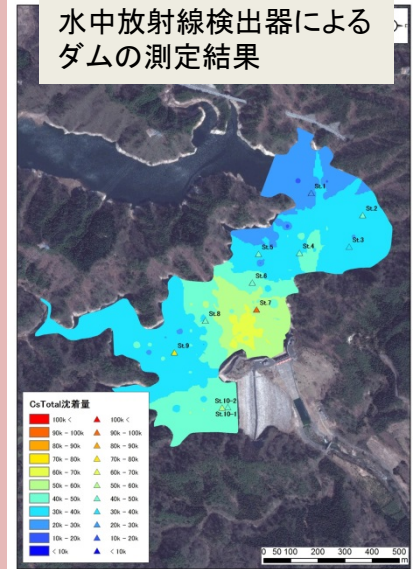 水中放射線検出器による
ダムの測定結果
St.1
St.2
St.3
St.5
St.4
St.6
St.7
St.8
St.9
St.10-2
St.10-1
CsTotal沈着量
100k < 100k <
90k - 100k 90k - 100k
80k - 90k 80k - 90k
70k - 80k 70k - 80k
60k - 70k 60k - 70k
50k - 60k 50k - 60k
40k - 50k 40k - 50k
30k - 40k 30k - 40k
20k - 30k 20k - 30k
10k - 20k 10k - 20k
< 10k < 10k
0 50 100 200 300 400 500
m